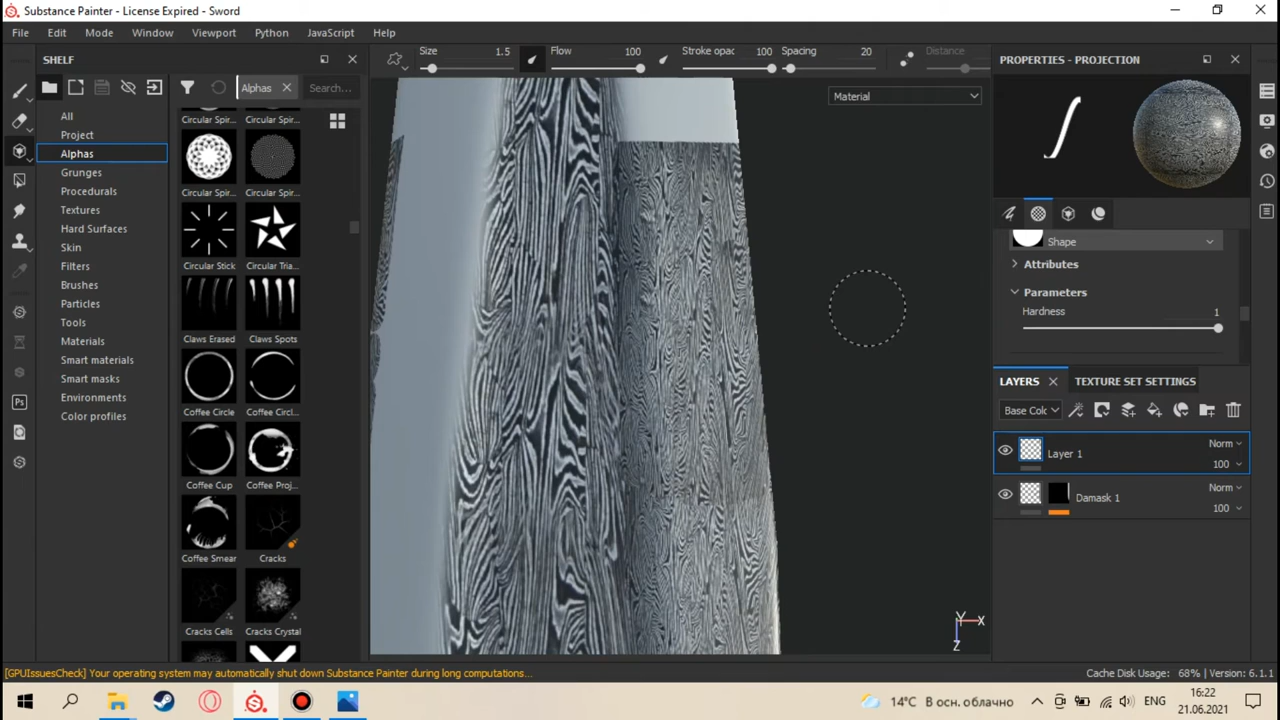 Substance Painter - License Expired - Sword
File Edit Mode Window Viewport Python JavaScript Help
SHELF
Size 1.5 Flow 100 Stroke opac 100 Spacing 20 Distance
PROPERTIES - PROJECTION
Alphas Search...
Material
All
Project
Alphas
Grunges
Procedurals
Textures
Hard Surfaces
Skin
Filters
Brushes
Particles
Tools
Materials
Smart materials
Smart masks
Environments
Color profiles
Circular Spir... Circular Spir...
Circular Spir... Circular Spir...
Circular Stick Circular Tria...
Claws Erased Claws Spots
Coffee Circle Coffee Circl...
Coffee Cup Coffee Proj...
Coffee Smear Cracks
Cracks Cells Cracks Crystal
Shape
Attributes
Parameters
Hardness 1
LAYERS TEXTURE SET SETTINGS
Base Col
Layer 1 Norm 100
Damask 1 Norm 100
Y X
Z
[GPUIssuesCheck] Your operating system may automatically shut down Substance Painter during long computations...
Cache Disk Usage: 68% | Version: 6.1.1
Ps
14°C В осн. облачно ENG 16:22
21.06.2021